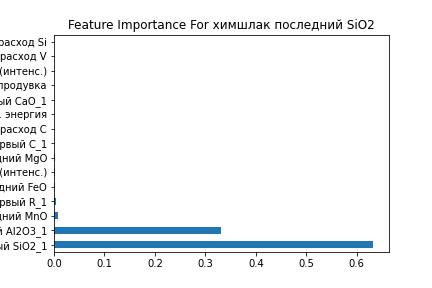 Feature Importance For химшлак последний SiO2
расход Si
расход V
(интенс.)
продувка
ый CaO_1
. энергия
расход C
рвый C_1
дний MgO
(интенс.)
дний FeO
рвый R_1
дний MnO
й Al2O3_1
ый SiO2_1
0.0 0.1 0.2 0.3 0.4 0.5 0.6